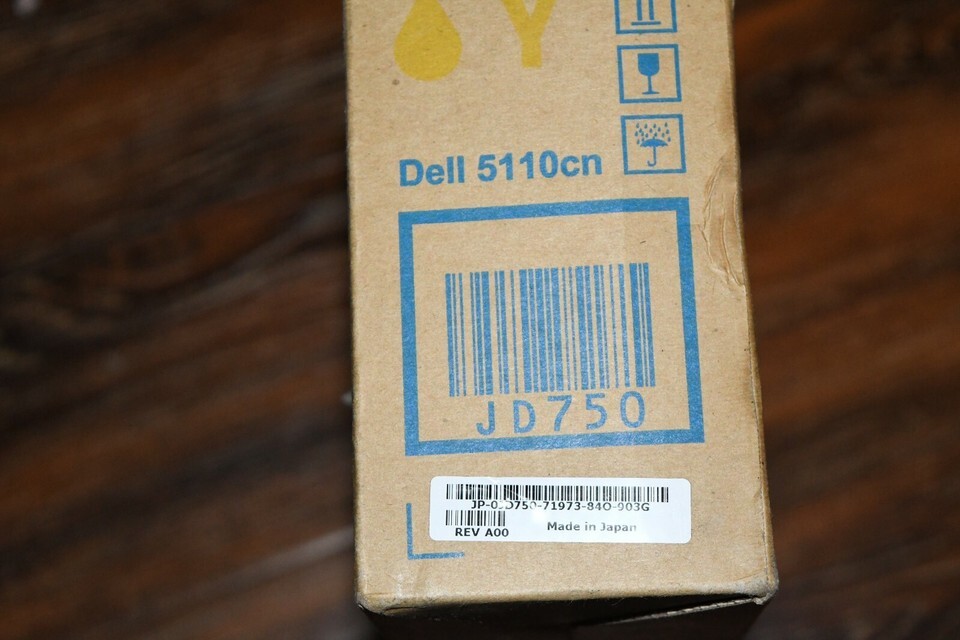 Y
Dell 5110cn
JD750
JP-0JD750-71973-84O-903G
REV A00
Made in Japan